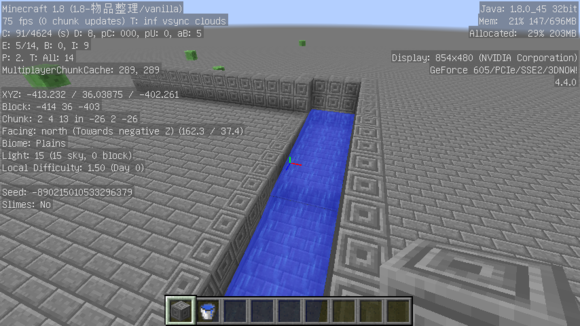 Minecraft 1.8 (1.8-物品整理/vanilla)
75 fps (0 chunk updates) T: inf vsync clouds
C: 91/4624 (s) D: 8, pC: 000, pU: 0, aB: 5
E: 5/14, B: 0, I: 9
P: 2. T: All: 14
MultiplayerChunkCache: 289, 289
XYZ: -413.232 / 36.03875 / -402.261
Block: -414 36 -403
Chunk: 2 4 13 in -26 2 -26
Facing: north (Towards negative Z) (162.3 / 37.4)
Biome: Plains
Light: 15 (15 sky, 0 block)
Local Difficulty: 1.50 (Day 0)
Seed: -890215010533296379
Slimes: No
Java: 1.8.0_45 32bit
Mem: 21% 147/696MB
Allocated: 29% 203MB
Display: 854x480 (NVIDIA Corporation)
GeForce 605/PCIe/SSE2/3DNOW!
4.4.0